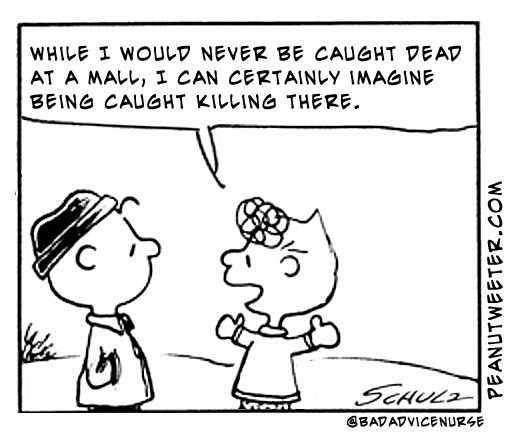 WHILE I WOULD NEVER BE CAUGHT DEAD
AT A MALL, I CAN CERTAINLY IMAGINE
BEING CAUGHT KILLING THERE.
PEANUTWEETER.COM
SCHULZ
@BADADVICENURSE